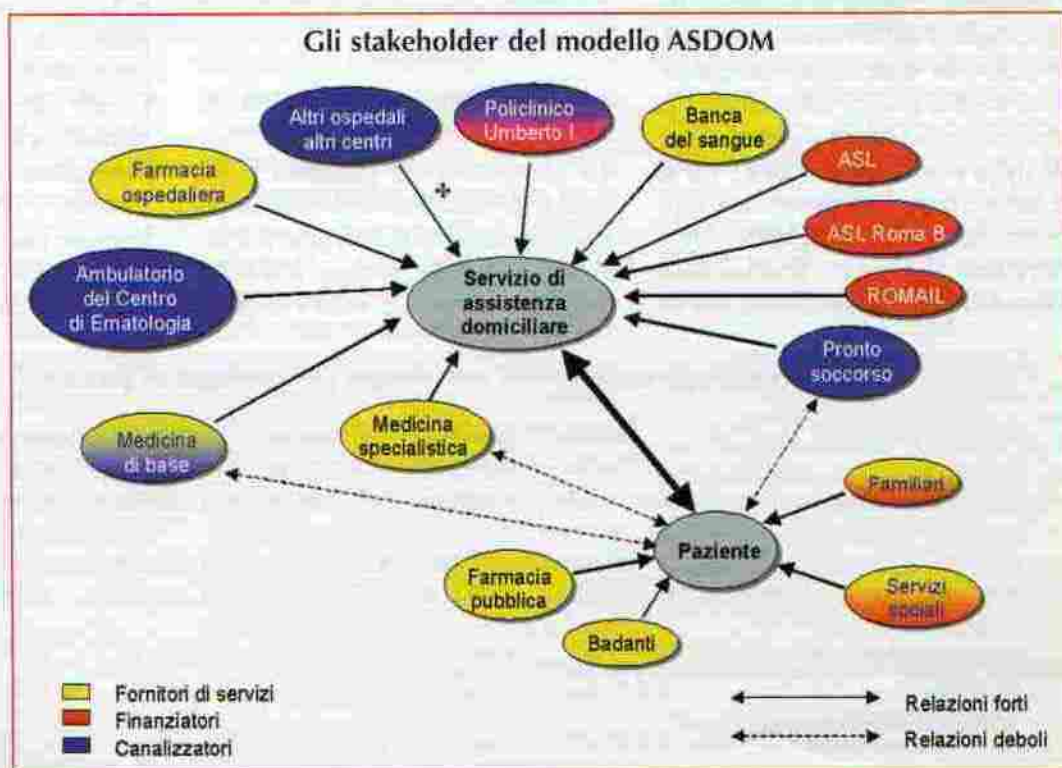 Gli stakeholder del modello ASDOM
Altri ospedali
altri centri
Policlinico
Umberto I
Banca
del sangue
ASL
Farmacia
ospedaliera
ASL Roma B
Ambulatorio
del Centro
di Ematologia
Servizio di
assistenza
domiciliare
ROMAIL
Pronto
soccorso
Medicina
di base
Medicina
specialistica
Familiari
Paziente
Farmacia
pubblica
Servizi
sociali
Badanti
Fornitori di servizi
Finanziatori
Canalizzatori
Relazioni forti
Relazioni deboli